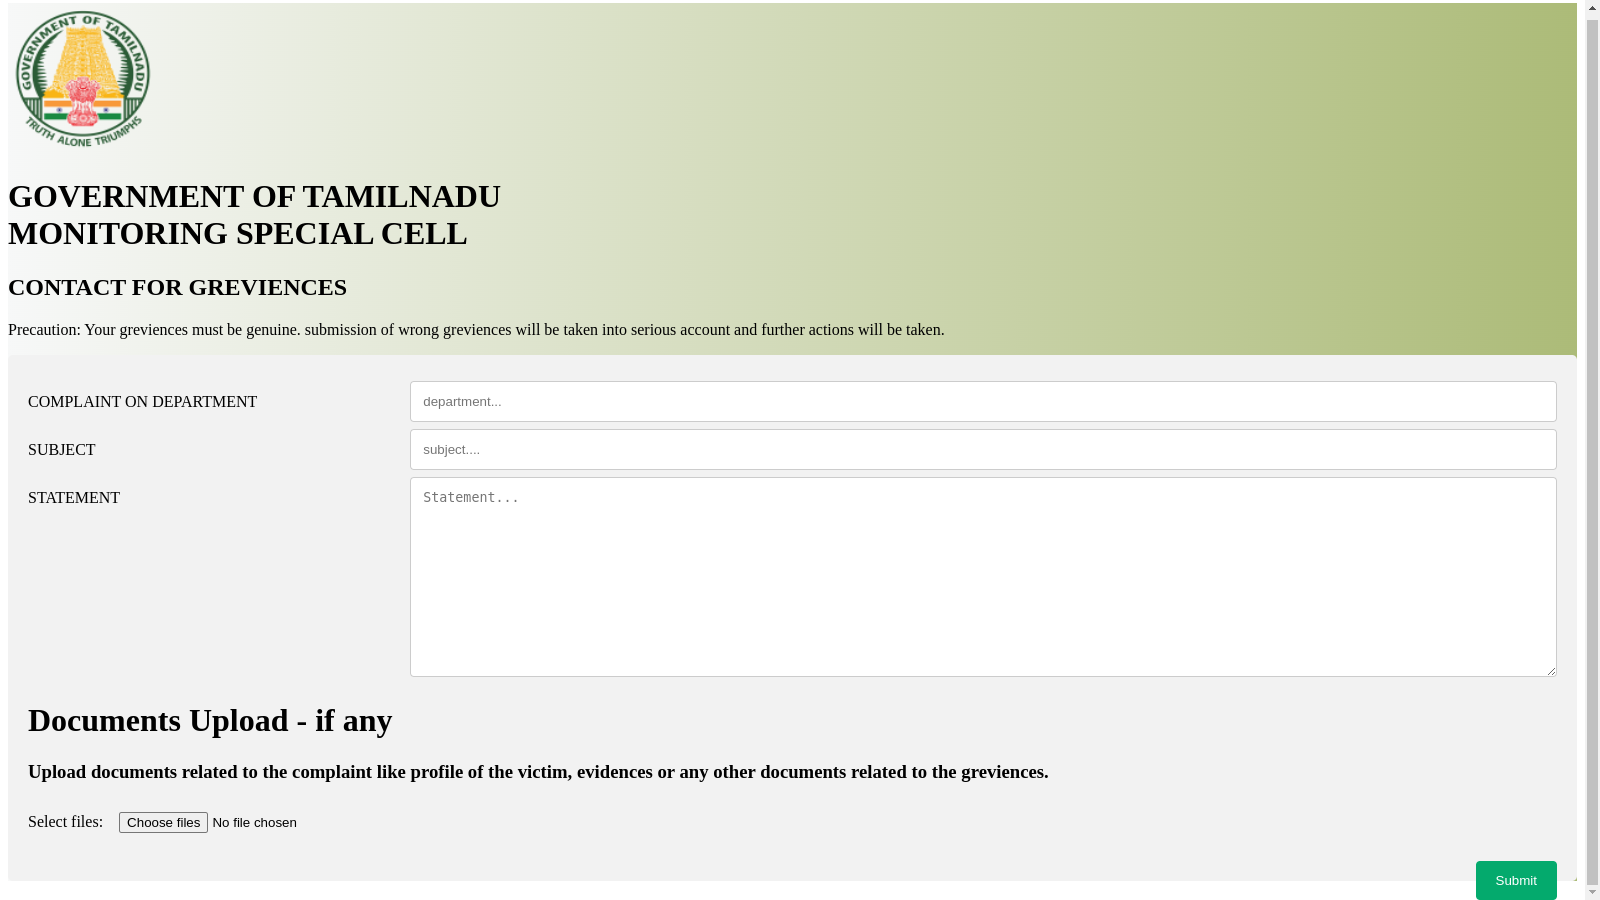 GOVERNMENT OF TAMILNADU
TRUTH ALONE TRIUMPHS
GOVERNMENT OF TAMILNADU
MONITORING SPECIAL CELL
CONTACT FOR GREVIENCES
Precaution: Your greviences must be genuine. submission of wrong greviences will be taken into serious account and further actions will be taken.
COMPLAINT ON DEPARTMENT
department...
SUBJECT
subject....
STATEMENT
Statement...
Documents Upload - if any
Upload documents related to the complaint like profile of the victim, evidences or any other documents related to the greviences.
Select files: Choose files No file chosen
Submit